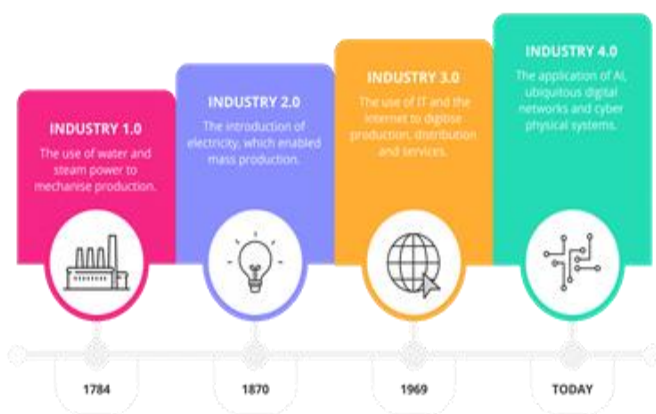 INDUSTRY 1.0
The use of water and
steam power to
mechanise production.
INDUSTRY 2.0
The introduction of
electricity, which enabled
mass production.
INDUSTRY 3.0
The use of IT and the
internet to digitise
production, distribution
and services.
INDUSTRY 4.0
The application of AI,
ubiquitous digital
networks and cyber
physical systems.
1784
1870
1969
TODAY